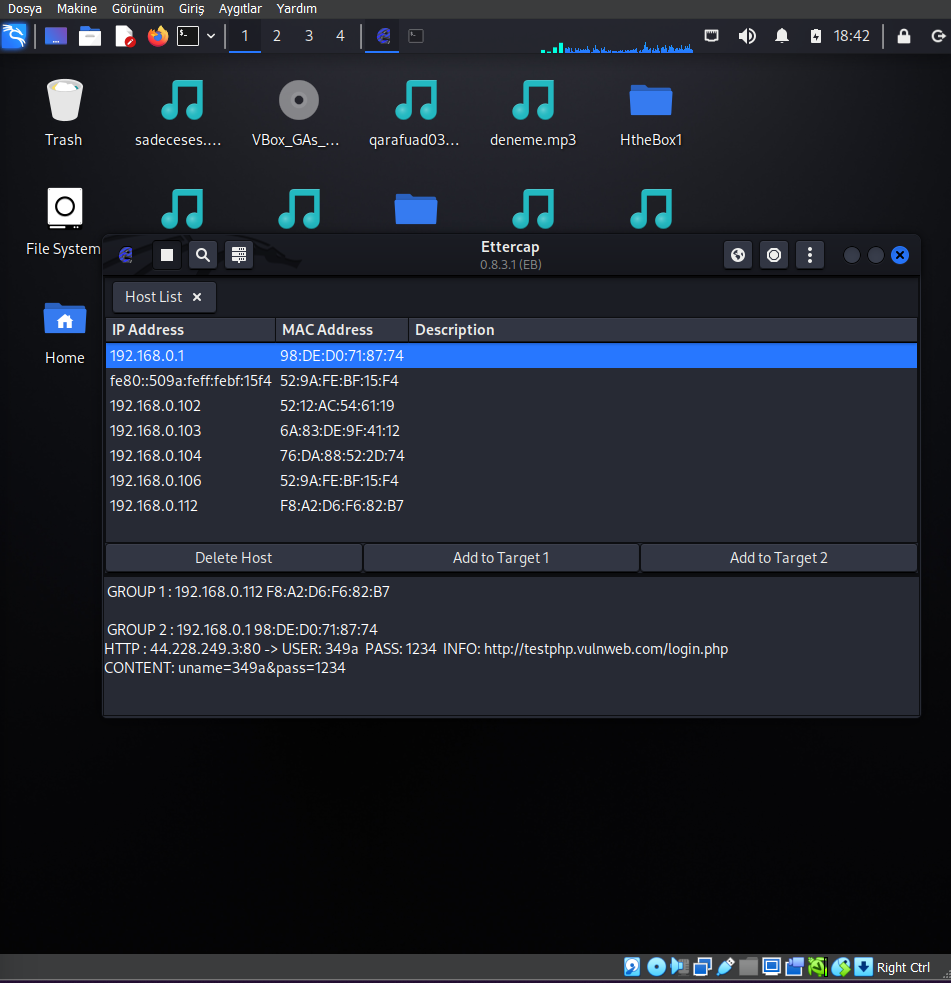 Dosya Makine Görünüm Giriş Aygıtlar Yardım
1 2 3 4 18:42
Trash sadeceses.... VBox_GAs_... qarafuad03... deneme.mp3 HtheBox1
File System
Home
Ettercap
0.8.3.1 (EB)
Host List ×
IP Address MAC Address Description
192.168.0.1 98:DE:D0:71:87:74
fe80::509a:feff:febf:15f4 52:9A:FE:BF:15:F4
192.168.0.102 52:12:AC:54:61:19
192.168.0.103 6A:83:DE:9F:41:12
192.168.0.104 76:DA:88:52:2D:74
192.168.0.106 52:9A:FE:BF:15:F4
192.168.0.112 F8:A2:D6:F6:82:B7
Delete Host Add to Target 1 Add to Target 2
GROUP 1 : 192.168.0.112 F8:A2:D6:F6:82:B7
GROUP 2 : 192.168.0.1 98:DE:D0:71:87:74
HTTP : 44.228.249.3:80 -> USER: 349a PASS: 1234 INFO: http://testphp.vulnweb.com/login.php
CONTENT: uname=349a&pass=1234
Right Ctrl